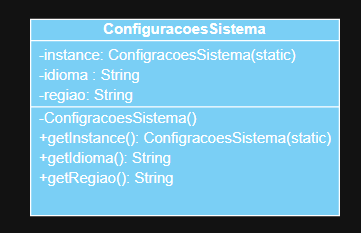 ConfiguracoesSistema
-instance: ConfigracoesSistema(static)
-idioma : String
-regiao: String
-ConfigracoesSistema()
+getInstance(): ConfigracoesSistema(static)
+getIdioma(): String
+getRegiao(): String